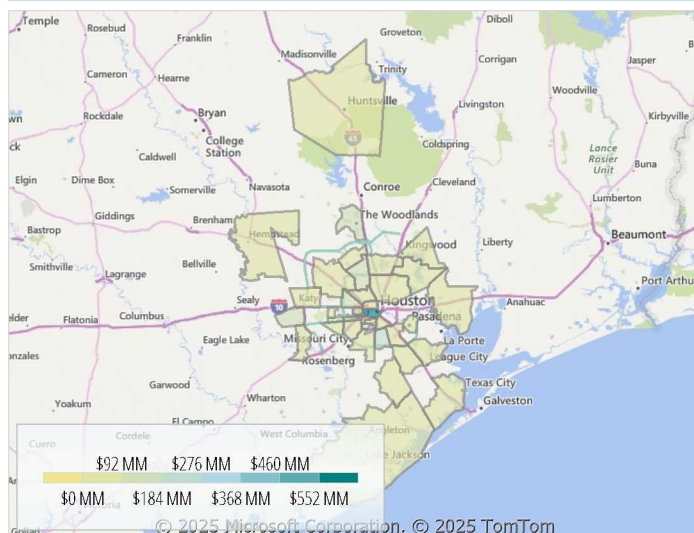 Temple
Rosebud
Franklin
Groveton
Diboll
Madisonville
Trinity
Corrigan
Jasper
Cameron
Hearne
Woodville
Huntsville
Rockdale
Bryan
Livingston
Kirbyville
College
Station
45
Coldspring
Lance
Rosier
Unit
Caldwell
Buna
Elgin
Dime Box
Somerville
Navasota
Conroe
Cleveland
Lumberton
Giddings
Brenham
The Woodlands
Bastrop
Hempstead
Kingwood
Liberty
Beaumont
Smithville
Bellville
Lagrange
Port Arthur
Sealy
10
Katy
Houston
Anahuac
Flatonia
Columbus
Pasadena
Eagle Lake
Missouri City
La Porte
Rosenberg
League City
Garwood
Wharton
Texas City
Galveston
Yoakum
El Campo
Cuero
Cordele
West Columbia
Angleton
Lake Jackson
$92 MM
$276 MM
$460 MM
$0 MM
$184 MM
$368 MM
$552 MM
Victoria
© 2025 Microsoft Corporation, © 2025 TomTom